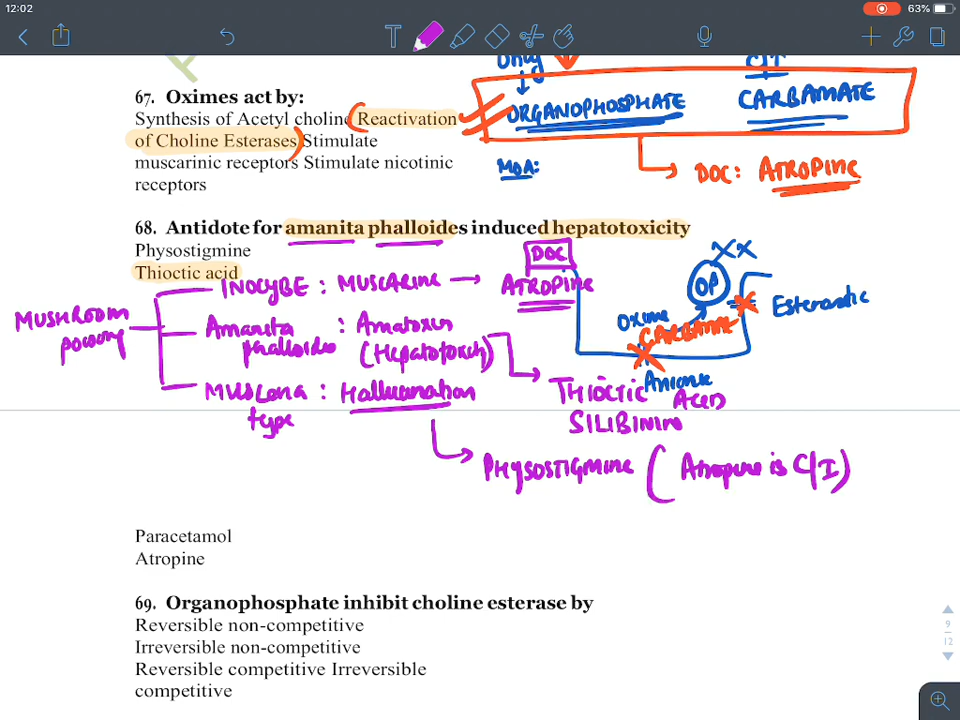 12:02
63%
Drug
C/I
67. Oximes act by:
Synthesis of Acetyl choline Reactivation
of Choline Esterases Stimulate
muscarinic receptors Stimulate nicotinic
receptors
ORGANOPHOSPHATE
CARBAMATE
MOA:
DOC: ATROPINE
68. Antidote for amanita phalloides induced hepatotoxicity
Physostigmine
Thioctic acid
MUSHROOM
INOCYBE : MUSCARINE → ATROPINE
DOC
Amanita : Amatoxin
phalloides (Hepatotoxic)
: Hallucination
type
THIOCTIC ACID
SILIBININ
PHYSOSTIGMINE (Atropine is C/I)
XX
OP
Oxime
CARBAMATE
Anionic
Esteratic
Paracetamol
Atropine
69. Organophosphate inhibit choline esterase by
Reversible non-competitive
Irreversible non-competitive
Reversible competitive Irreversible
competitive
9
12